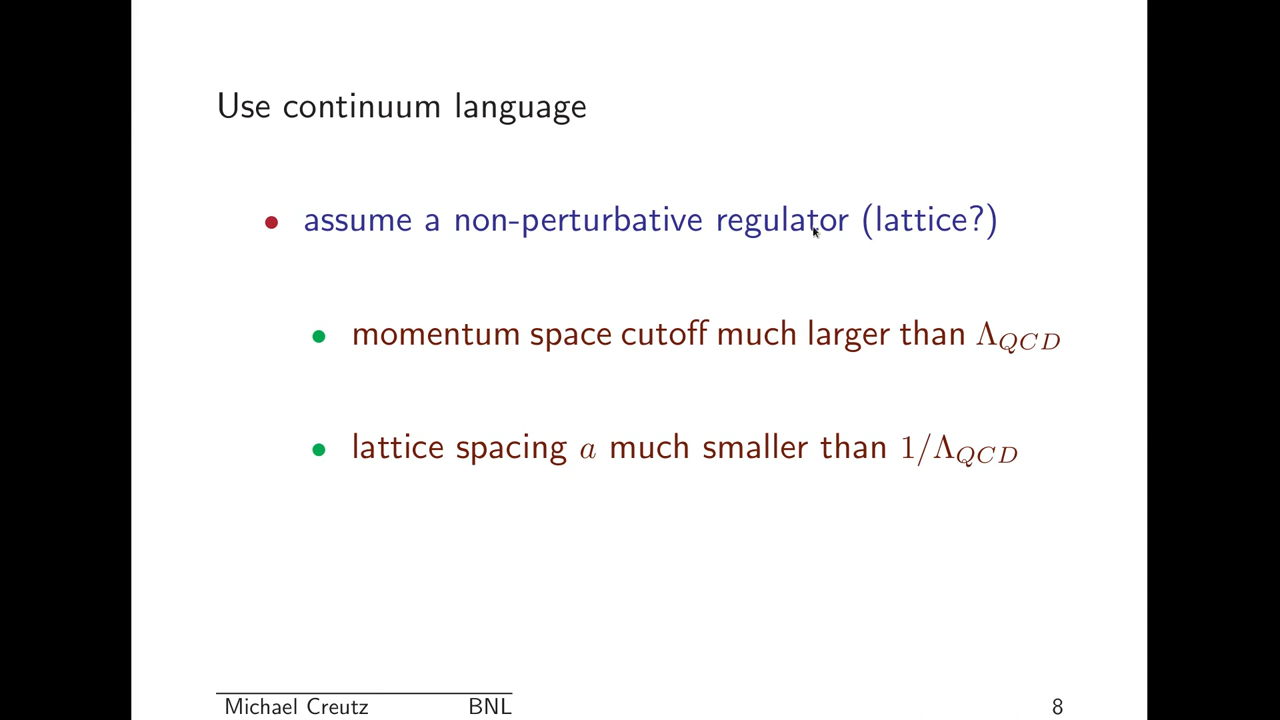 Use continuum language
• assume a non-perturbative regulator (lattice?)
• momentum space cutoff much larger than Λ_QCD
• lattice spacing a much smaller than 1/Λ_QCD
Michael Creutz BNL 8